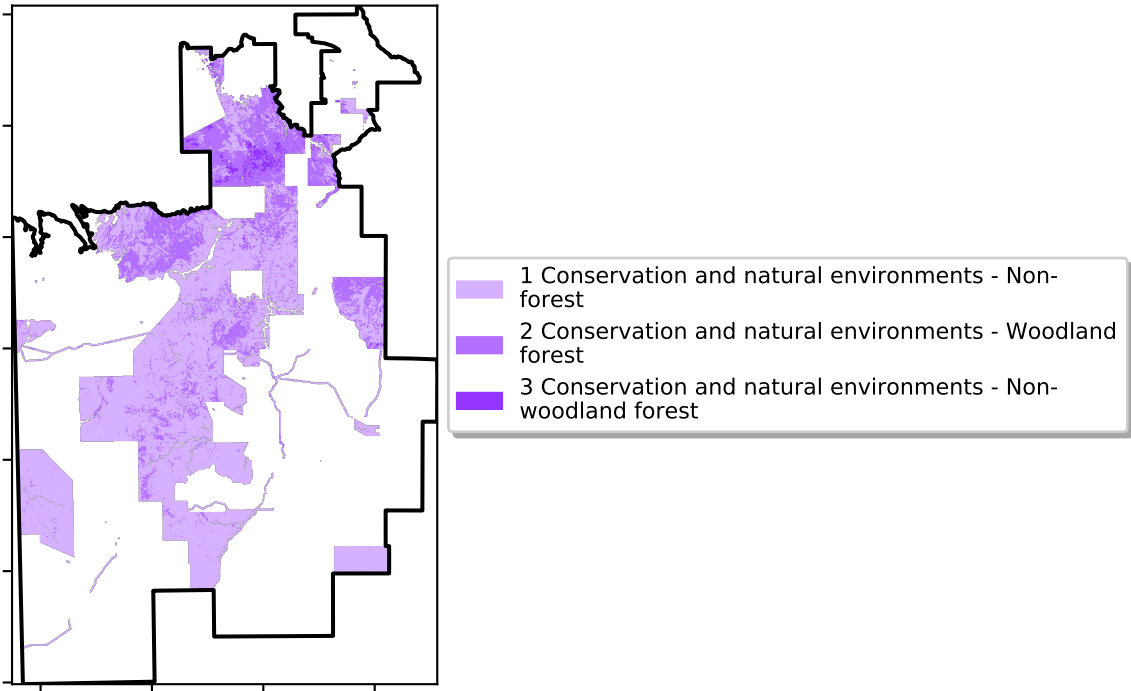 1 Conservation and natural environments - Non-
forest
2 Conservation and natural environments - Woodland
forest
3 Conservation and natural environments - Non-
woodland forest